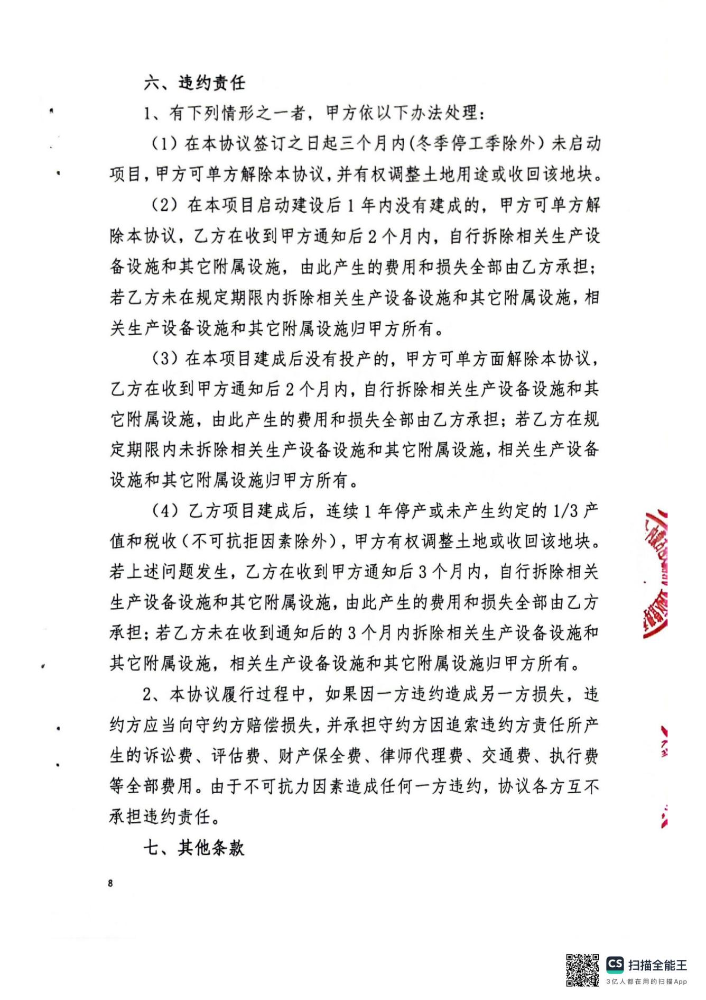 六、违约责任
1、有下列情形之一者，甲方依以下办法处理：
（1）在本协议签订之日起三个月内(冬季停工季除外）未启动
项目，甲方可单方解除本协议，并有权调整土地用途或收回该地块。
（2）在本项目启动建设后1年内没有建成的，甲方可单方解
除本协议，乙方在收到甲方通知后2个月内，自行拆除相关生产设
备设施和其它附属设施，由此产生的费用和损失全部由乙方承担；
若乙方未在规定期限内拆除相关生产设备设施和其它附属设施，相
关生产设备设施和其它附属设施归甲方所有。
（3）在本项目建成后没有投产的，甲方可单方面解除本协议，
乙方在收到甲方通知后2个月内，自行拆除相关生产设备设施和其
它附属设施，由此产生的费用和损失全部由乙方承担；若乙方在规
定期限内未拆除相关生产设备设施和其它附属设施，相关生产设备
设施和其它附属设施归甲方所有。
（4）乙方项目建成后，连续1年停产或未产生约定的1/3产
值和税收（不可抗拒因素除外），甲方有权调整土地或收回该地块。
若上述问题发生，乙方在收到甲方通知后3个月内，自行拆除相关
生产设备设施和其它附属设施，由此产生的费用和损失全部由乙方
承担；若乙方未在收到通知后的3个月内拆除相关生产设备设施和
其它附属设施，相关生产设备设施和其它附属设施归甲方所有。
2、本协议履行过程中，如果因一方违约造成另一方损失，违
约方应当向守约方赔偿损失，并承担守约方因追索违约方责任所产
生的诉讼费、评估费、财产保全费、律师代理费、交通费、执行费
等全部费用。由于不可抗力因素造成任何一方违约，协议各方互不
承担违约责任。
七、其他条款
8
CS 扫描全能王
3亿人都在用的扫描App